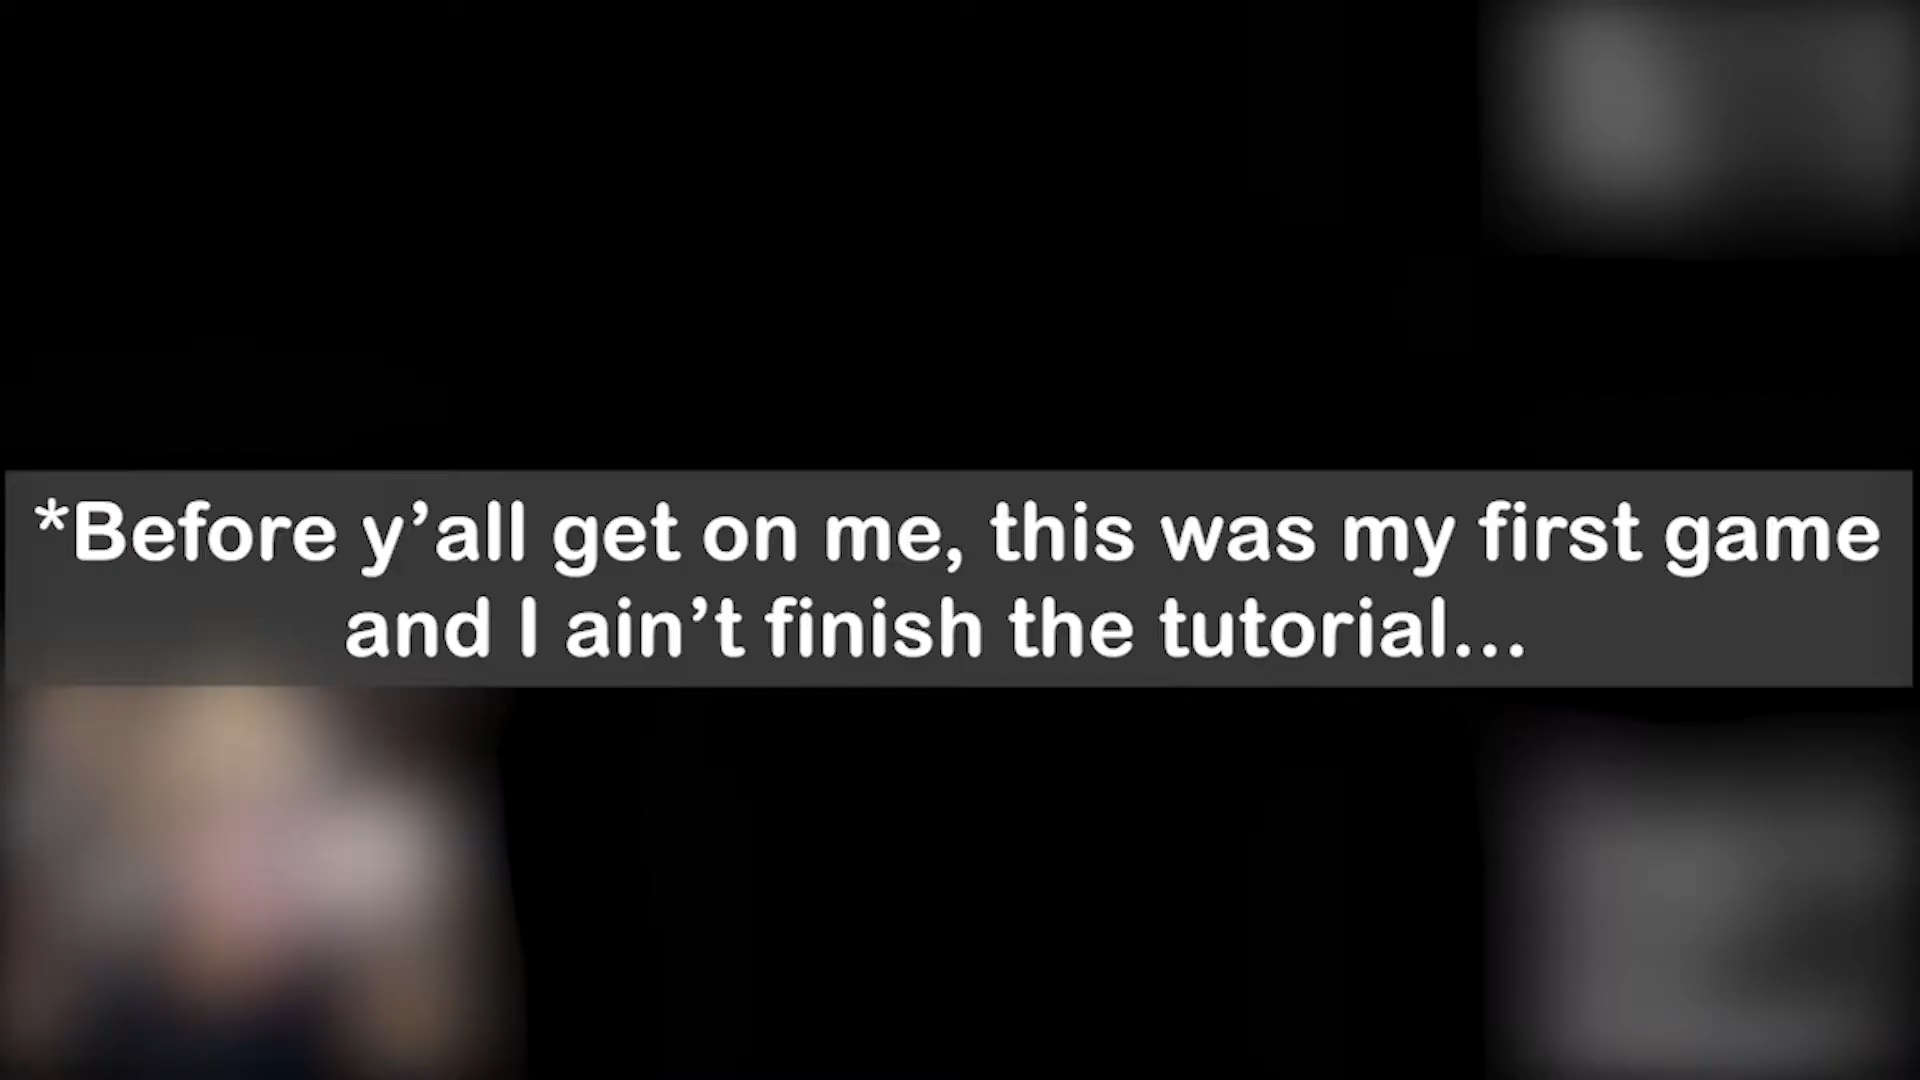 *Before y’all get on me, this was my first game
and I ain’t finish the tutorial...